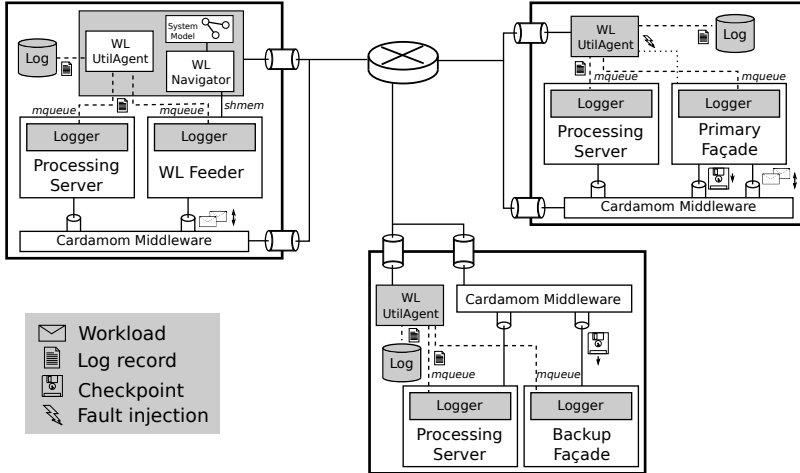 System
Model
WL
UtilAgent
Log
WL
Navigator
mqueue
mqueue
shmem
Logger
Logger
Processing
Server
WL Feeder
Cardamom Middleware
WL
UtilAgent
Log
mqueue
mqueue
Logger
Logger
Processing
Server
Primary
Façade
Cardamom Middleware
WL
UtilAgent
Cardamom Middleware
Log
mqueue
mqueue
Logger
Logger
Processing
Server
Backup
Façade
Workload
Log record
Checkpoint
Fault injection